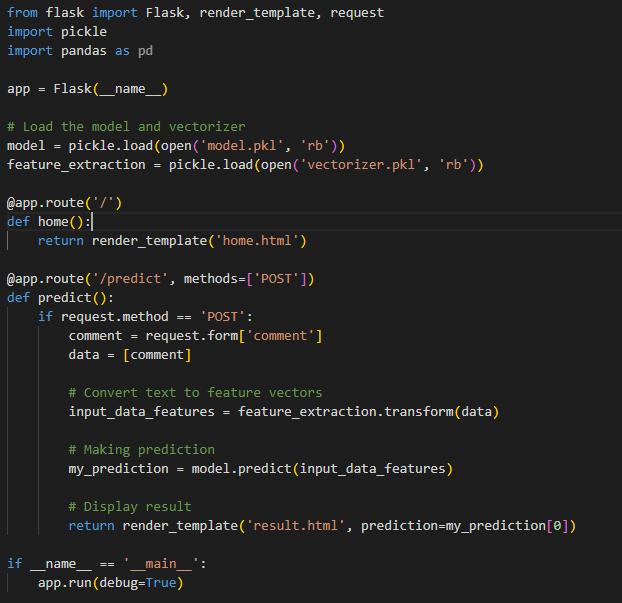 from flask import Flask, render_template, request
import pickle
import pandas as pd

app = Flask(__name__)

# Load the model and vectorizer
model = pickle.load(open('model.pkl', 'rb'))
feature_extraction = pickle.load(open('vectorizer.pkl', 'rb'))

@app.route('/')
def home():
    return render_template('home.html')

@app.route('/predict', methods=['POST'])
def predict():
    if request.method == 'POST':
        comment = request.form['comment']
        data = [comment]

        # Convert text to feature vectors
        input_data_features = feature_extraction.transform(data)

        # Making prediction
        my_prediction = model.predict(input_data_features)

        # Display result
        return render_template('result.html', prediction=my_prediction[0])

if __name__ == '__main__':
    app.run(debug=True)